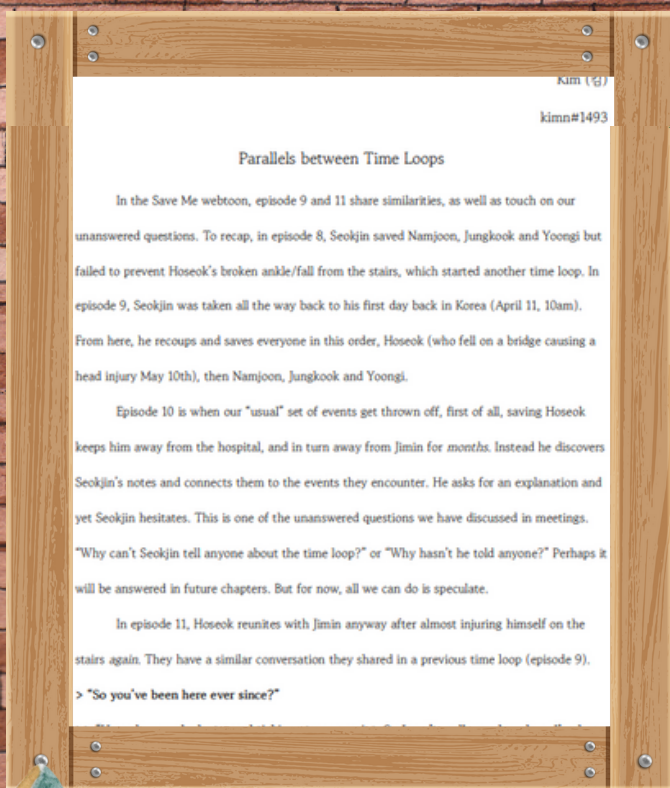 Kim (김)
kimn#1493
Parallels between Time Loops
In the Save Me webtoon, episode 9 and 11 share similarities, as well as touch on our
unanswered questions. To recap, in episode 8, Seokjin saved Namjoon, Jungkook and Yoongi but
failed to prevent Hoseok's broken ankle/fall from the stairs, which started another time loop. In
episode 9, Seokjin was taken all the way back to his first day back in Korea (April 11, 10am).
From here, he recoups and saves everyone in this order, Hoseok (who fell on a bridge causing a
head injury May 10th), then Namjoon, Jungkook and Yoongi.
Episode 10 is when our "usual" set of events get thrown off, first of all, saving Hoseok
keeps him away from the hospital, and in turn away from Jimin for months. Instead he discovers
Seokjin's notes and connects them to the events they encounter. He asks for an explanation and
yet Seokjin hesitates. This is one of the unanswered questions we have discussed in meetings.
"Why can't Seokjin tell anyone about the time loop?" or "Why hasn't he told anyone?" Perhaps it
will be answered in future chapters. But for now, all we can do is speculate.
In episode 11, Hoseok reunites with Jimin anyway after almost injuring himself on the
stairs again. They have a similar conversation they shared in a previous time loop (episode 9).
> "So you've been here ever since?"